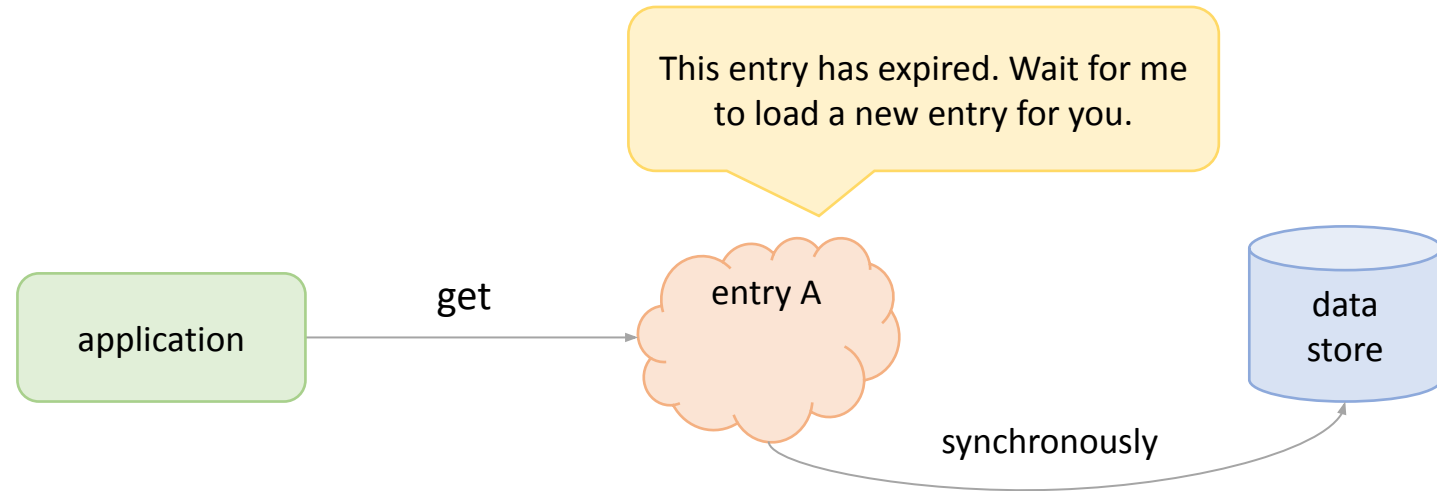 This entry has expired. Wait for me
to load a new entry for you.
application
get
entry A
data
store
synchronously